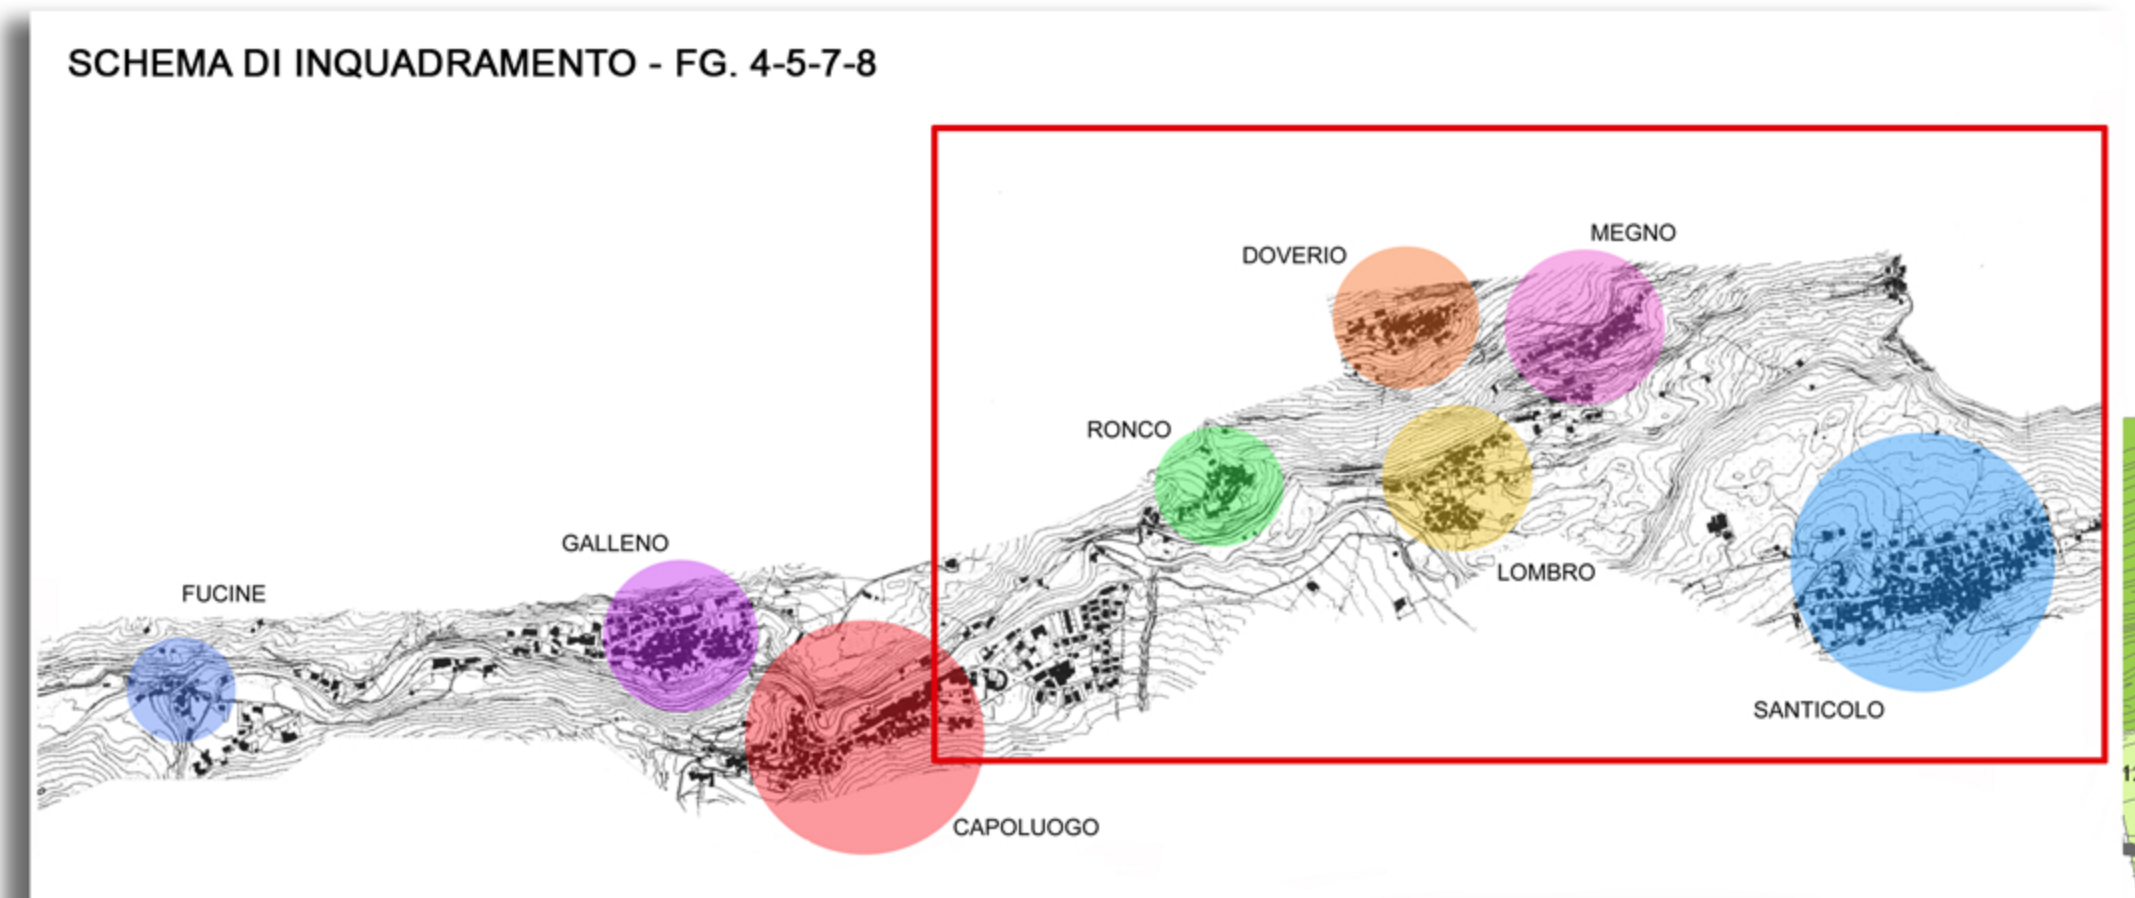 SCHEMA DI INQUADRAMENTO - FG. 4-5-7-8
MEGNO
DOVERIO
RONCO
GALLENO
LOMBRO
FUCINE
SANTICOLO
CAPOLUOGO